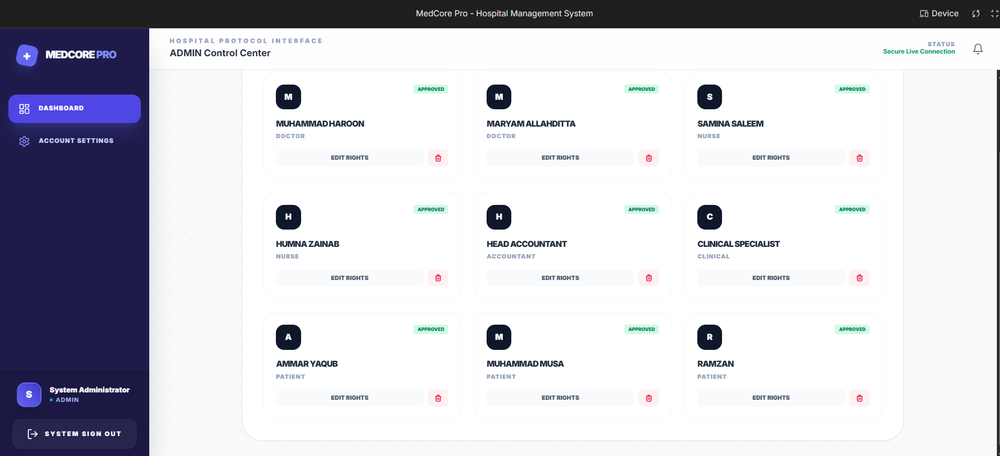 MedCore Pro - Hospital Management System
Device
MEDCORE PRO
DASHBOARD
ACCOUNT SETTINGS
S
System Administrator
ADMIN
SYSTEM SIGN OUT
HOSPITAL PROTOCOL INTERFACE
ADMIN Control Center
STATUS
Secure Live Connection
M
APPROVED
MUHAMMAD HAROON
DOCTOR
EDIT RIGHTS
M
APPROVED
MARYAM ALLAHDITTA
DOCTOR
EDIT RIGHTS
S
APPROVED
SAMINA SALEEM
NURSE
EDIT RIGHTS
H
APPROVED
HUMNA ZAINAB
NURSE
EDIT RIGHTS
H
APPROVED
HEAD ACCOUNTANT
ACCOUNTANT
EDIT RIGHTS
C
APPROVED
CLINICAL SPECIALIST
CLINICAL
EDIT RIGHTS
A
APPROVED
AMMAR YAQUB
PATIENT
EDIT RIGHTS
M
APPROVED
MUHAMMAD MUSA
PATIENT
EDIT RIGHTS
R
APPROVED
RAMZAN
PATIENT
EDIT RIGHTS